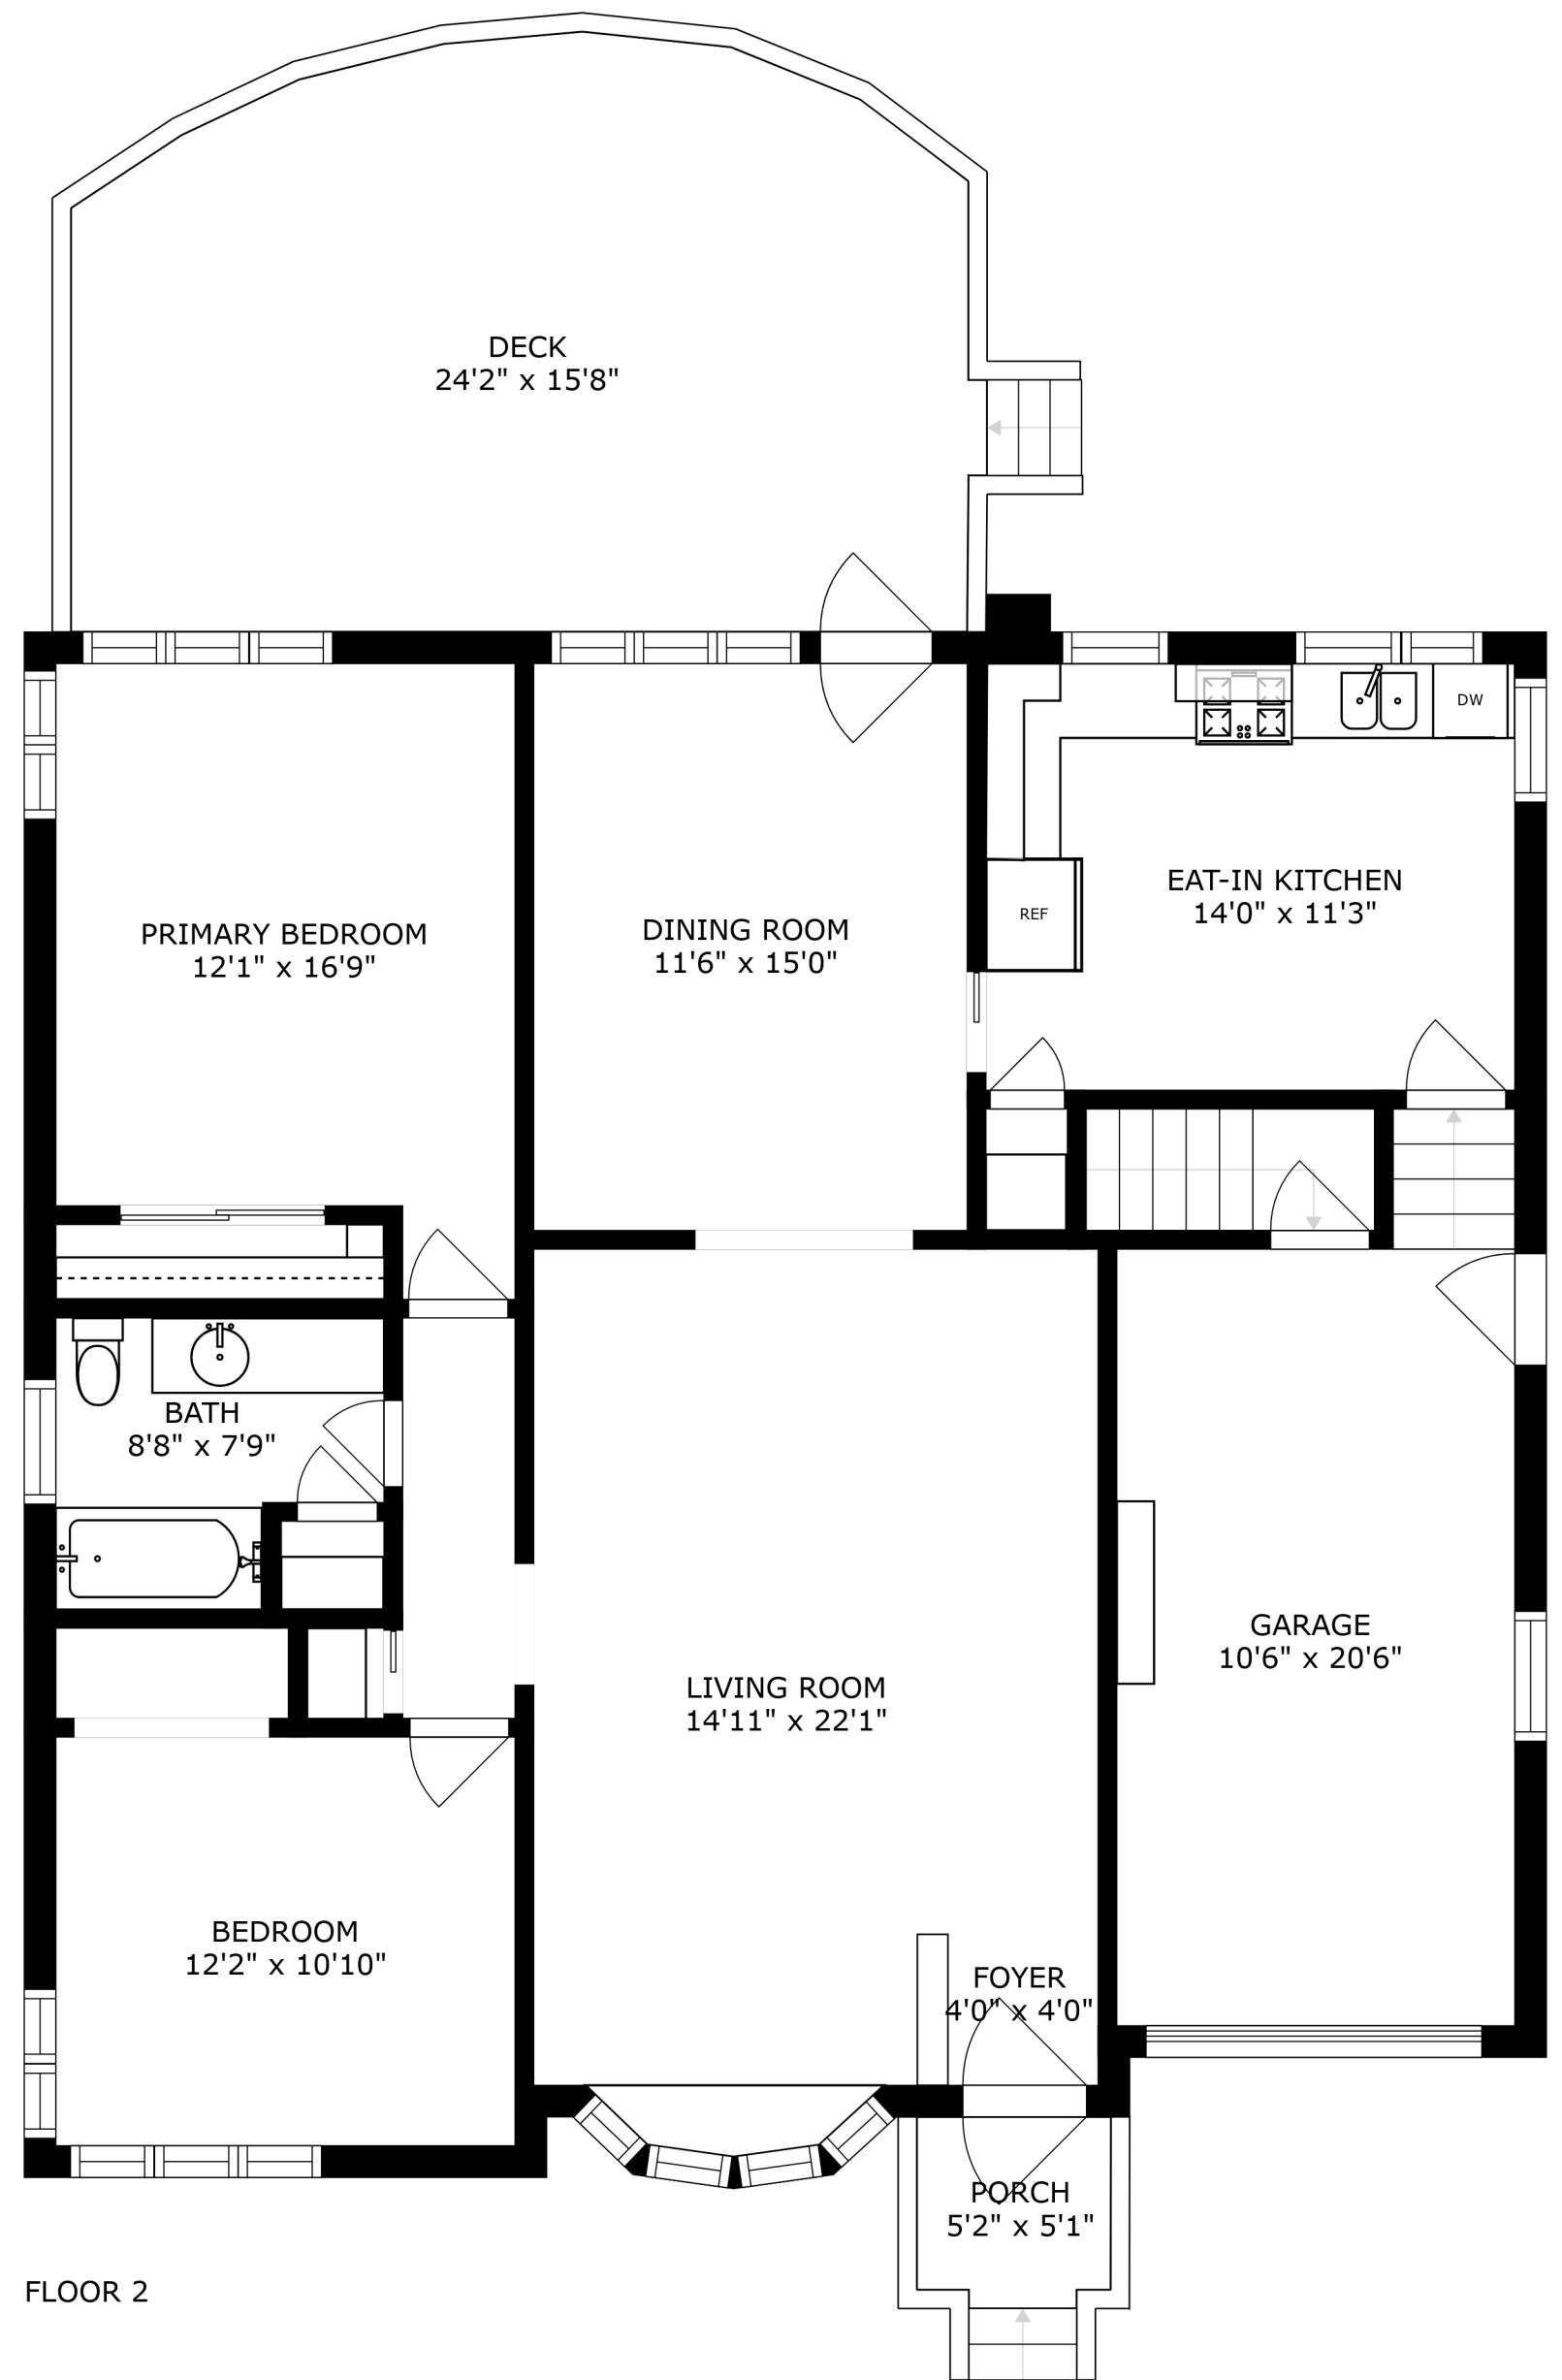 DECK
24'2" x 15'8"
DW
EAT-IN KITCHEN
14'0" x 11'3"
REF
PRIMARY BEDROOM
12'1" x 16'9"
DINING ROOM
11'6" x 15'0"
BATH
8'8" x 7'9"
GARAGE
10'6" x 20'6"
LIVING ROOM
14'11" x 22'1"
BEDROOM
12'2" x 10'10"
FOYER
4'0" x 4'0"
PORCH
5'2" x 5'1"
FLOOR 2